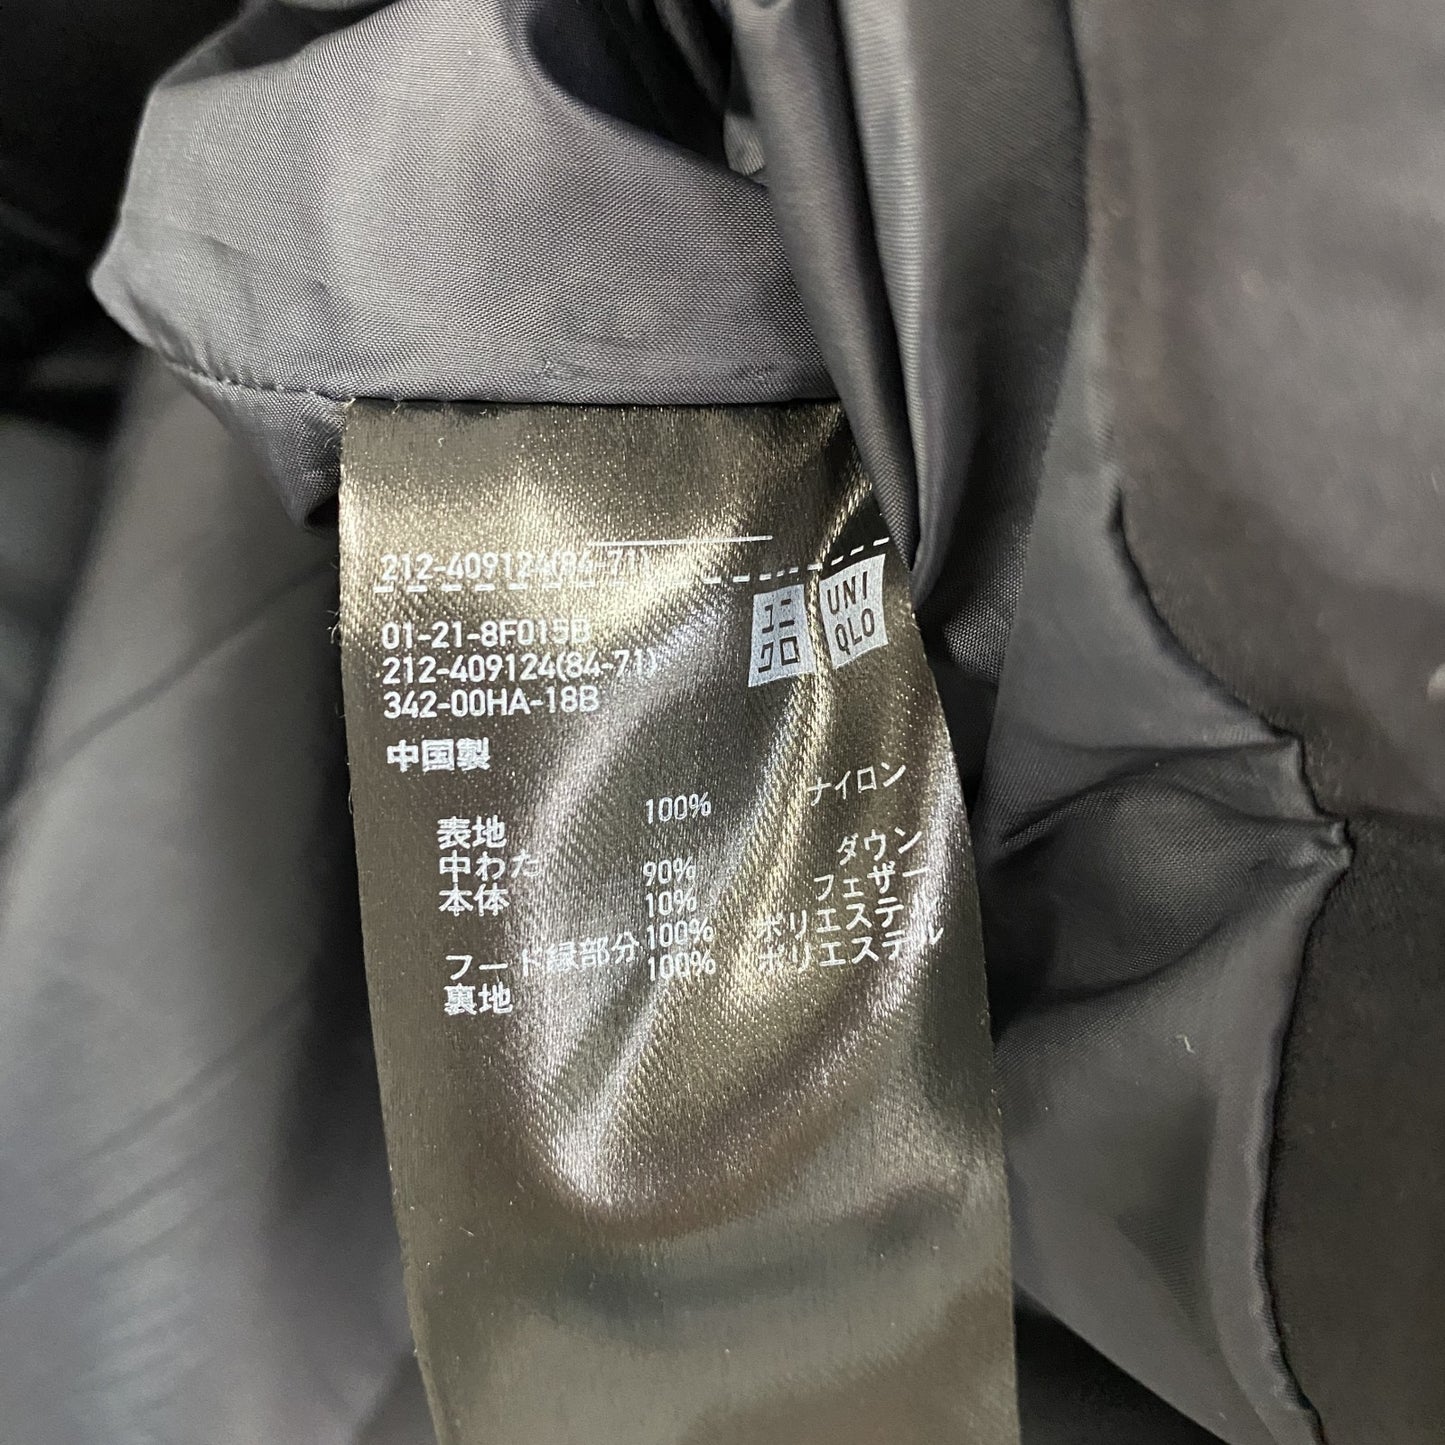 212-409124(84-71)
01-21-8F015B
212-409124(84-71)
342-00HA-18B
ユニ
クロ
UNI
QLO
中国製
表地 100% ナイロン
中わた
本体 90% ダウン
10% フェザー
フード縁部分 100% ポリエステル
裏地 100% ポリエステル